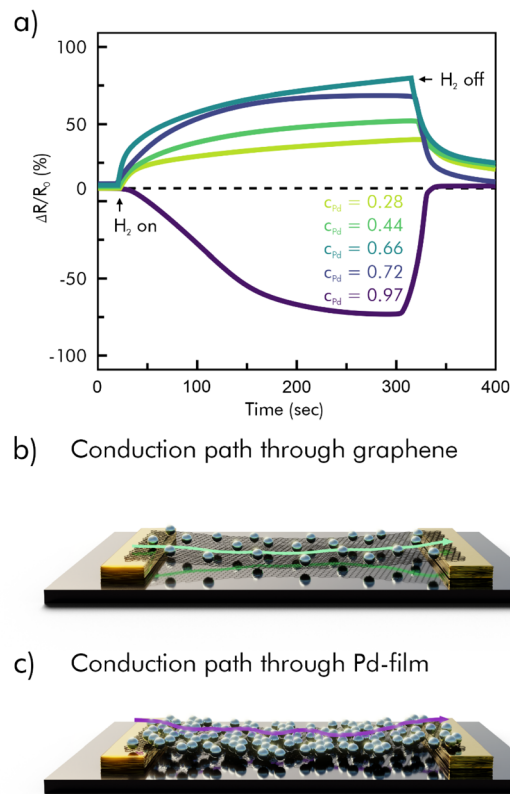 a)
100
50
0
-50
-100
ΔR/R₀ (%)
H₂ off
H₂ on
c_Pd = 0.28
c_Pd = 0.44
c_Pd = 0.66
c_Pd = 0.72
c_Pd = 0.97
0 100 200 300 400
Time (sec)
b) Conduction path through graphene
c) Conduction path through Pd-film